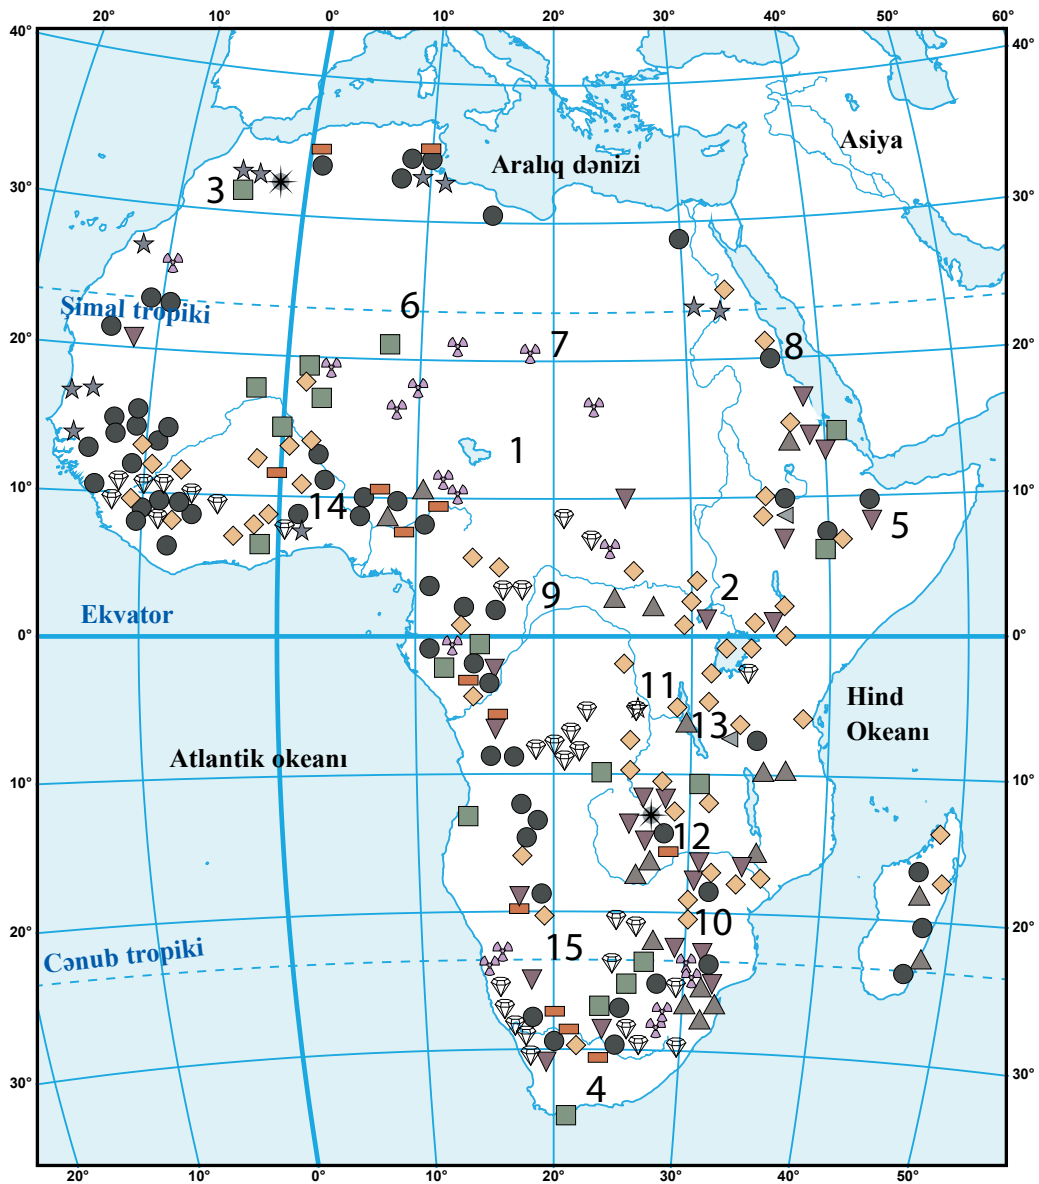 20° 10° 0° 10° 20° 30° 40° 50° 60°
40° 40°
Asiya
Aralıq dənizi
3
30° 30°
6
Şimal tropiki
7
8
20° 20°
1
10° 10°
14
5
2
9
Ekvator
0°
11
Hind
Okeanı
13
Atlantik okeanı
10° 10°
12
10
20° 20°
15
Cənub tropiki
4
30° 30°
20° 10° 0° 10° 20° 30° 40° 50°